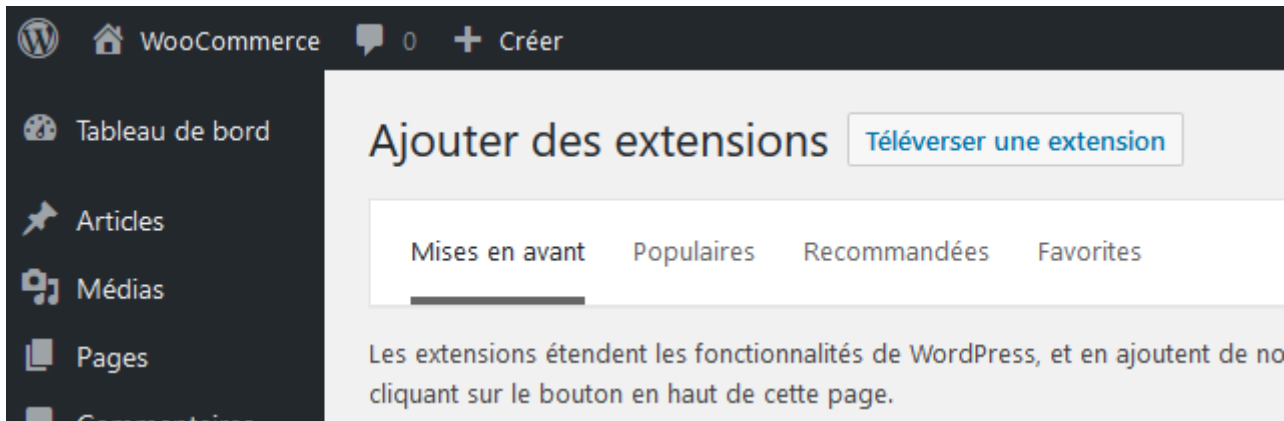 WooCommerce 0 Créer
Tableau de bord
Ajouter des extensions Téléverser une extension
Articles
Mises en avant Populaires Recommandées Favorites
Médias
Pages
Les extensions étendent les fonctionnalités de WordPress, et en ajoutent de no
cliquant sur le bouton en haut de cette page.